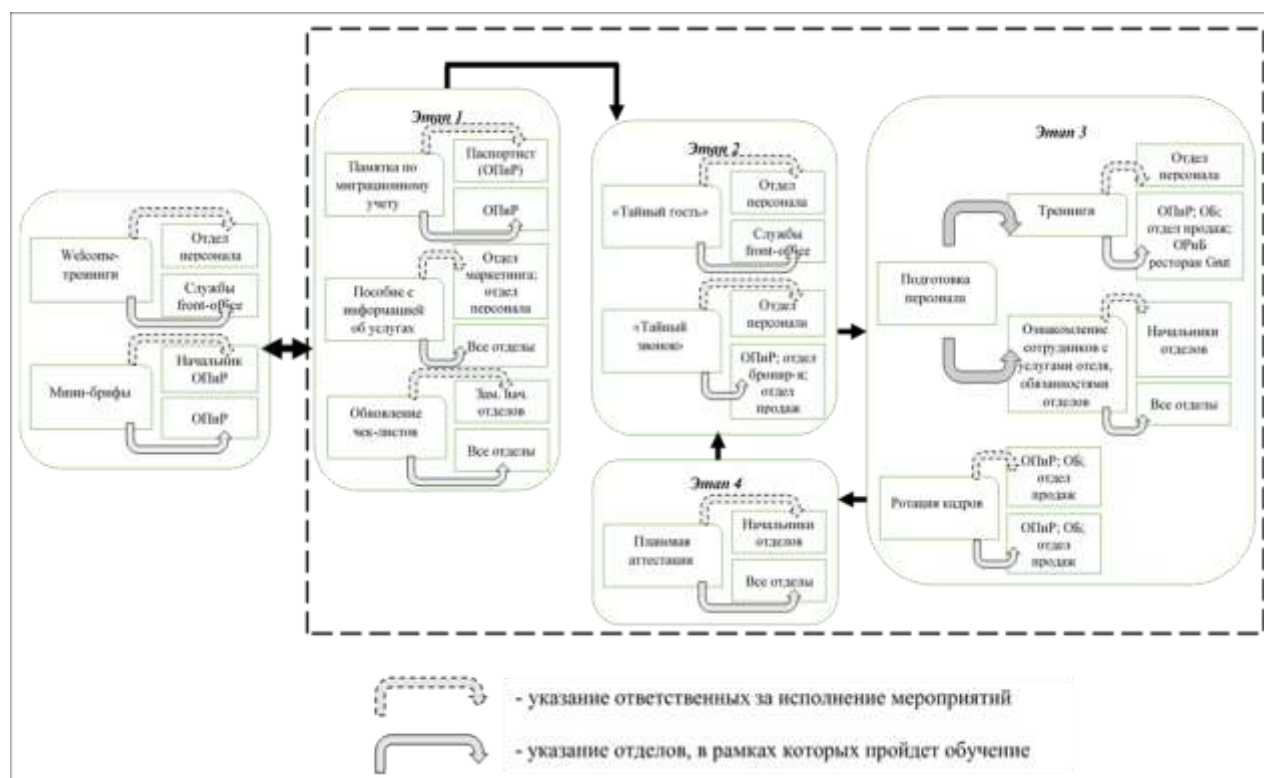 Welcome-
тренинги
Отдел
персонала
Службы
front-office
Мини-брифы
Начальник
ОПиР
ОПиР
Этап 1
Памятка по
миграционному
учету
Паспортист
(ОПиР)
ОПиР
Пособие с
информацией
об услугах
Отдел
маркетинга;
отдел
персонала
Все отделы
Обновление
чек-листов
Зам. нач.
отделов
Все отделы
Этап 2
«Тайный гость»
Отдел
персонала
Службы
front-office
«Тайный
звонок»
Отдел
персонала
ОПиР; отдел
бронир-я;
отдел
продаж
Этап 3
Подготовка
персонала
Тренинги
Отдел
персонала
ОПиР; ОБ;
отдел продаж;
ОРиБ
ресторан
Ознакомление
сотрудников с
услугами отеля,
обязанностями
отделов
Начальники
отделов
Все отделы
Ротация кадров
ОПиР; ОБ;
отдел
продаж
ОПиР; ОБ;
отдел
продаж
Этап 4
Плановая
аттестация
Начальники
отделов
Все отделы
- указание ответственных за исполнение мероприятий
- указание отделов, в рамках которых пройдет обучение